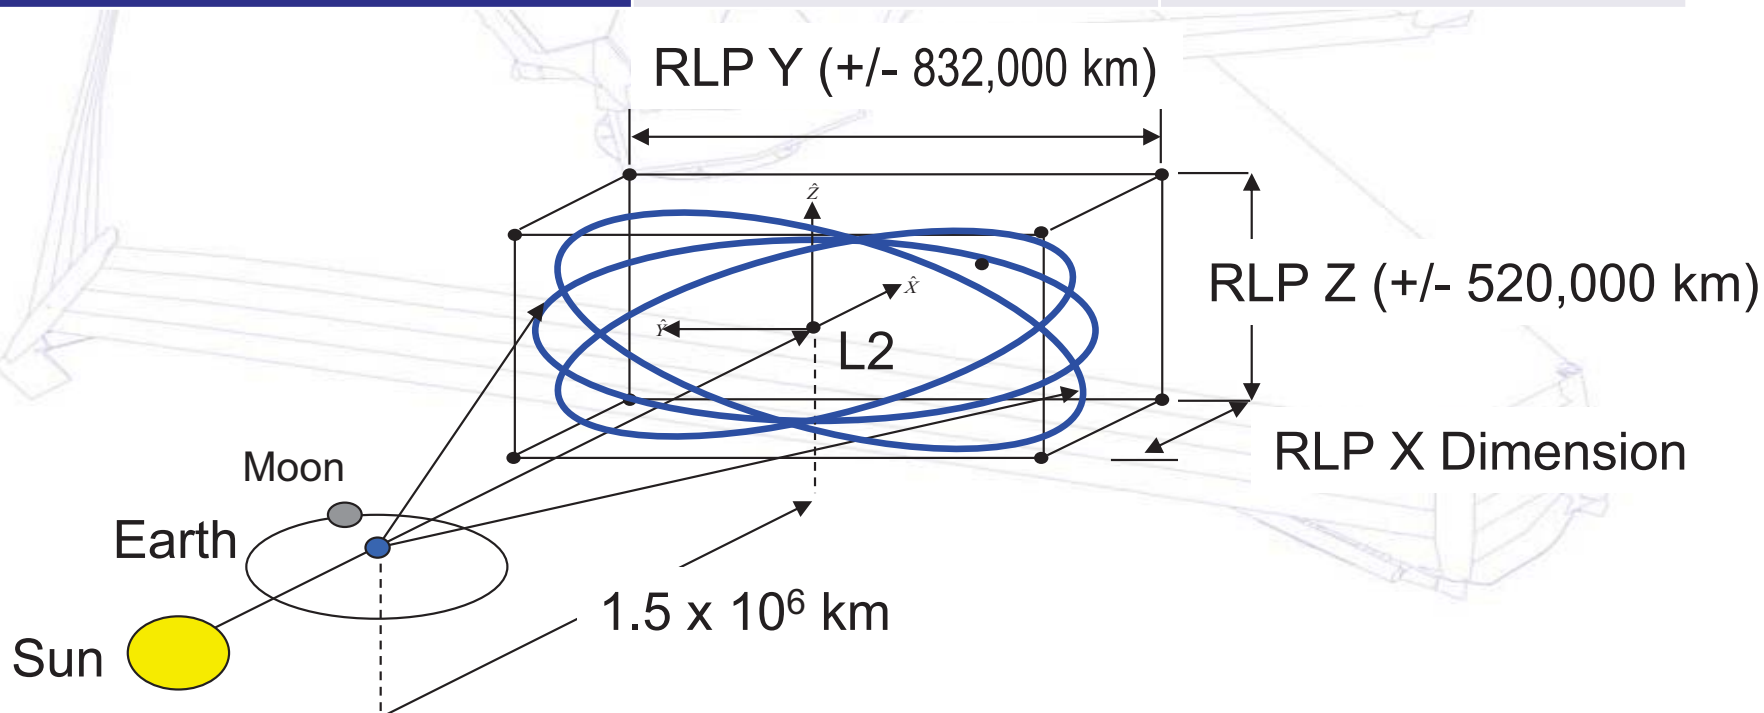 RLP Y (+/- 832,000 km)
Ẑ
RLP Z (+/- 520,000 km)
X̂
Ŷ
L2
RLP X Dimension
Moon
Earth
1.5 x 10⁶ km
Sun